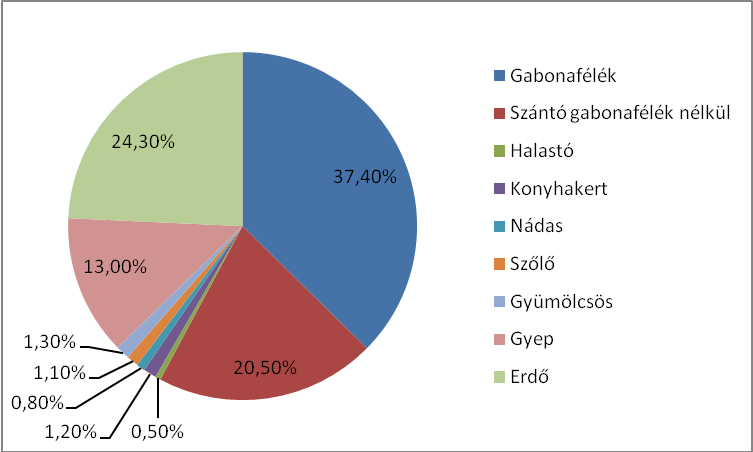 Gabonafélék
Szántó gabonafélék nélkül
Halastó
Konyhakert
Nádas
Szőlő
Gyümölcsös
Gyep
Erdő
24,30%
37,40%
13,00%
20,50%
1,30%
1,10%
0,80%
1,20%
0,50%